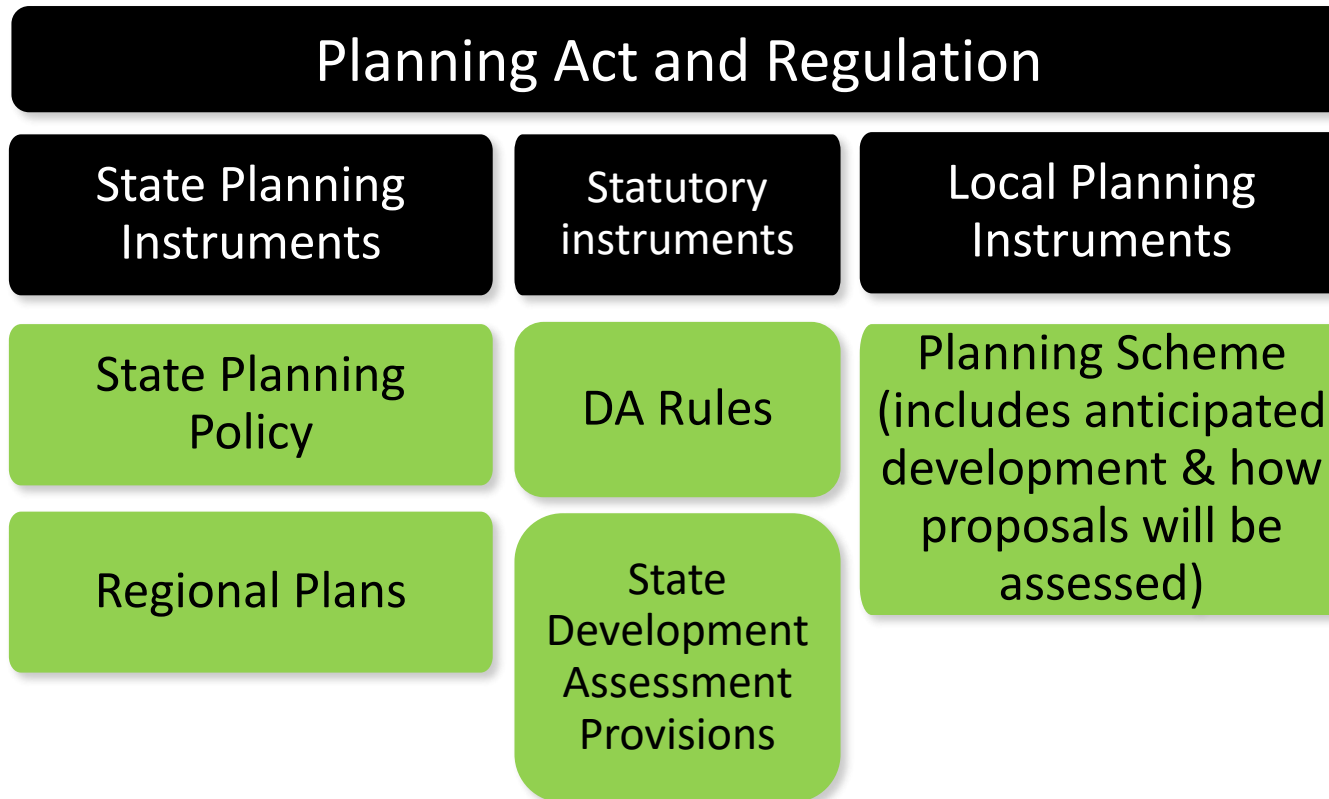 Planning Act and Regulation
State Planning
Instruments
State Planning
Policy
Regional Plans
Statutory
instruments
DA Rules
State
Development
Assessment
Provisions
Local Planning
Instruments
Planning Scheme
(includes anticipated
development & how
proposals will be
assessed)